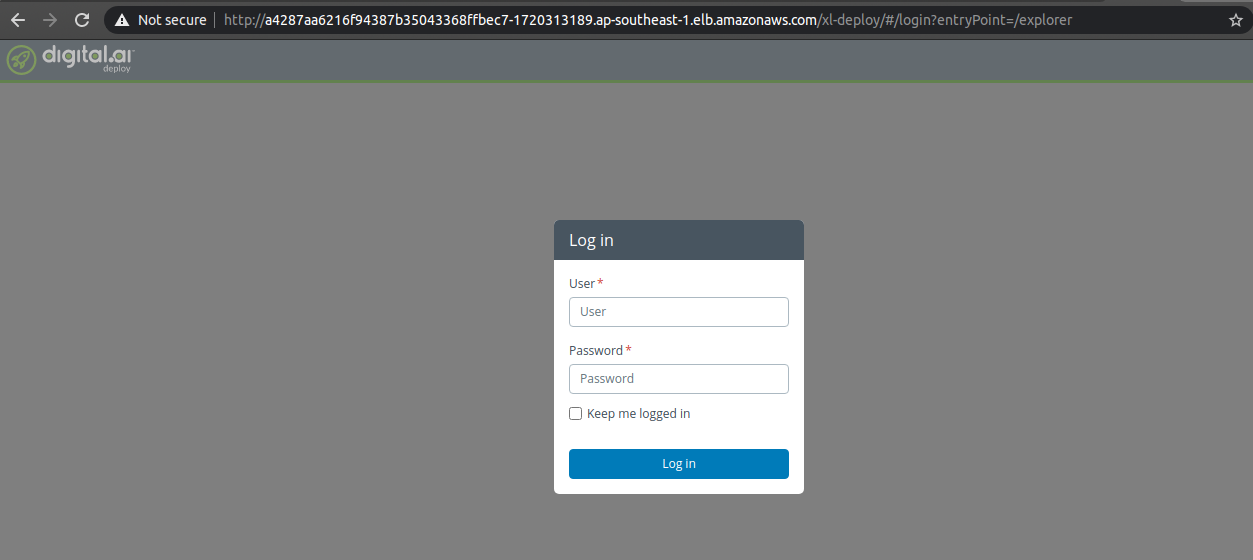 Not secure | http://a4287aa6216f94387b35043368ffbec7-1720313189.ap-southeast-1.elb.amazonaws.com/xl-deploy/#/login?entryPoint=/explorer
digital.ai
deploy
Log in
User *
User
Password *
Password
Keep me logged in
Log in